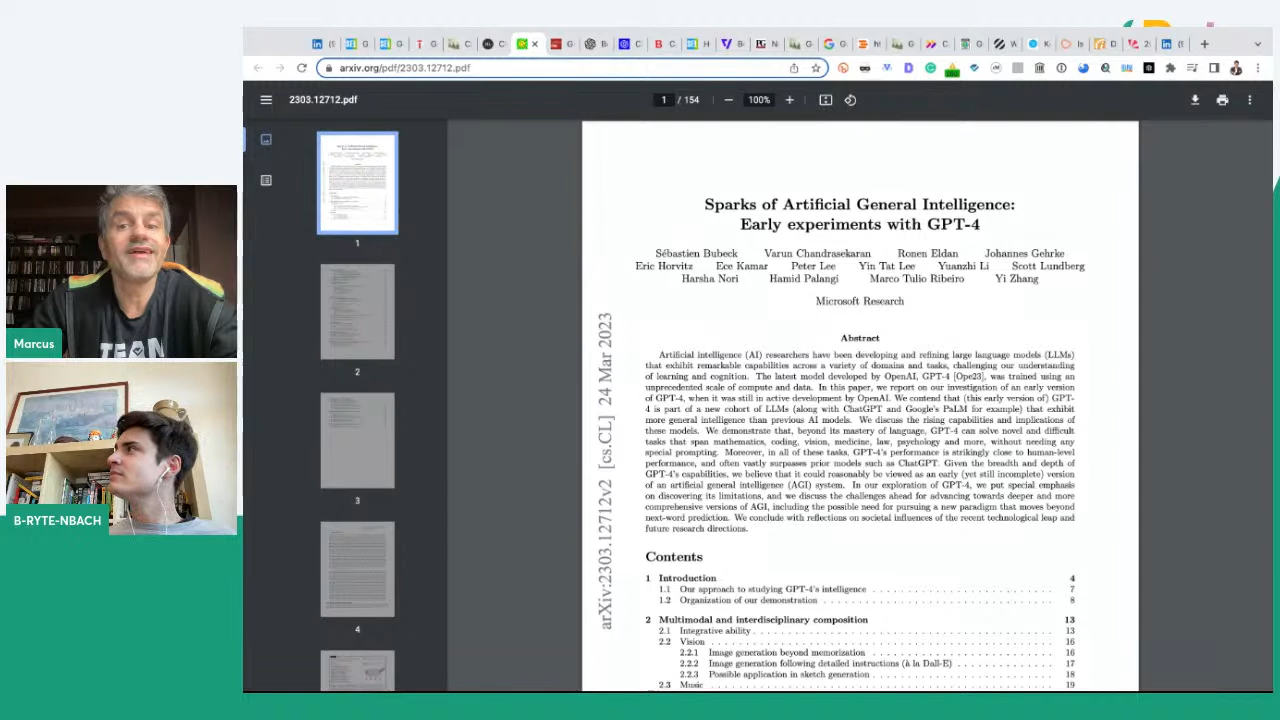 arxiv.org/pdf/2303.12712.pdf
2303.12712.pdf
1 / 154
100%
1
2
3
4
Marcus
B-RYTE-NBACH
arXiv:2303.12712v2 [cs.CL] 24 Mar 2023
Sparks of Artificial General Intelligence:
Early experiments with GPT-4
Sébastien Bubeck Varun Chandrasekaran Ronen Eldan Johannes Gehrke
Eric Horvitz Ece Kamar Peter Lee Yin Tat Lee Yuanzhi Li Scott Lundberg
Harsha Nori Hamid Palangi Marco Tulio Ribeiro Yi Zhang
Microsoft Research
Abstract
Artificial intelligence (AI) researchers have been developing and refining large language models (LLMs)
that exhibit remarkable capabilities across a variety of domains and tasks, challenging our understanding
of learning and cognition. The latest model developed by OpenAI, GPT-4 [Ope23], was trained using an
unprecedented scale of compute and data. In this paper, we report on our investigation of an early version
of GPT-4, when it was still in active development by OpenAI. We contend that (this early version of) GPT-
4 is part of a new cohort of LLMs (along with ChatGPT and Google's PaLM for example) that exhibit
more general intelligence than previous AI models. We discuss the rising capabilities and implications of
these models. We demonstrate that, beyond its mastery of language, GPT-4 can solve novel and difficult
tasks that span mathematics, coding, vision, medicine, law, psychology and more, without needing any
special prompting. Moreover, in all of these tasks, GPT-4's performance is strikingly close to human-level
performance, and often vastly surpasses prior models such as ChatGPT. Given the breadth and depth of
GPT-4's capabilities, we believe that it could reasonably be viewed as an early (yet still incomplete) version
of an artificial general intelligence (AGI) system. In our exploration of GPT-4, we put special emphasis
on discovering its limitations, and we discuss the challenges ahead for advancing towards deeper and more
comprehensive versions of AGI, including the possible need for pursuing a new paradigm that moves beyond
next-word prediction. We conclude with reflections on societal influences of the recent technological leap and
future research directions.
Contents
1 Introduction 4
1.1 Our approach to studying GPT-4's intelligence 7
1.2 Organization of our demonstration 8
2 Multimodal and interdisciplinary composition 13
2.1 Integrative ability 13
2.2 Vision 16
2.2.1 Image generation beyond memorization 16
2.2.2 Image generation following detailed instructions (à la Dall-E) 17
2.2.3 Possible application in sketch generation 18
2.3 Music 19